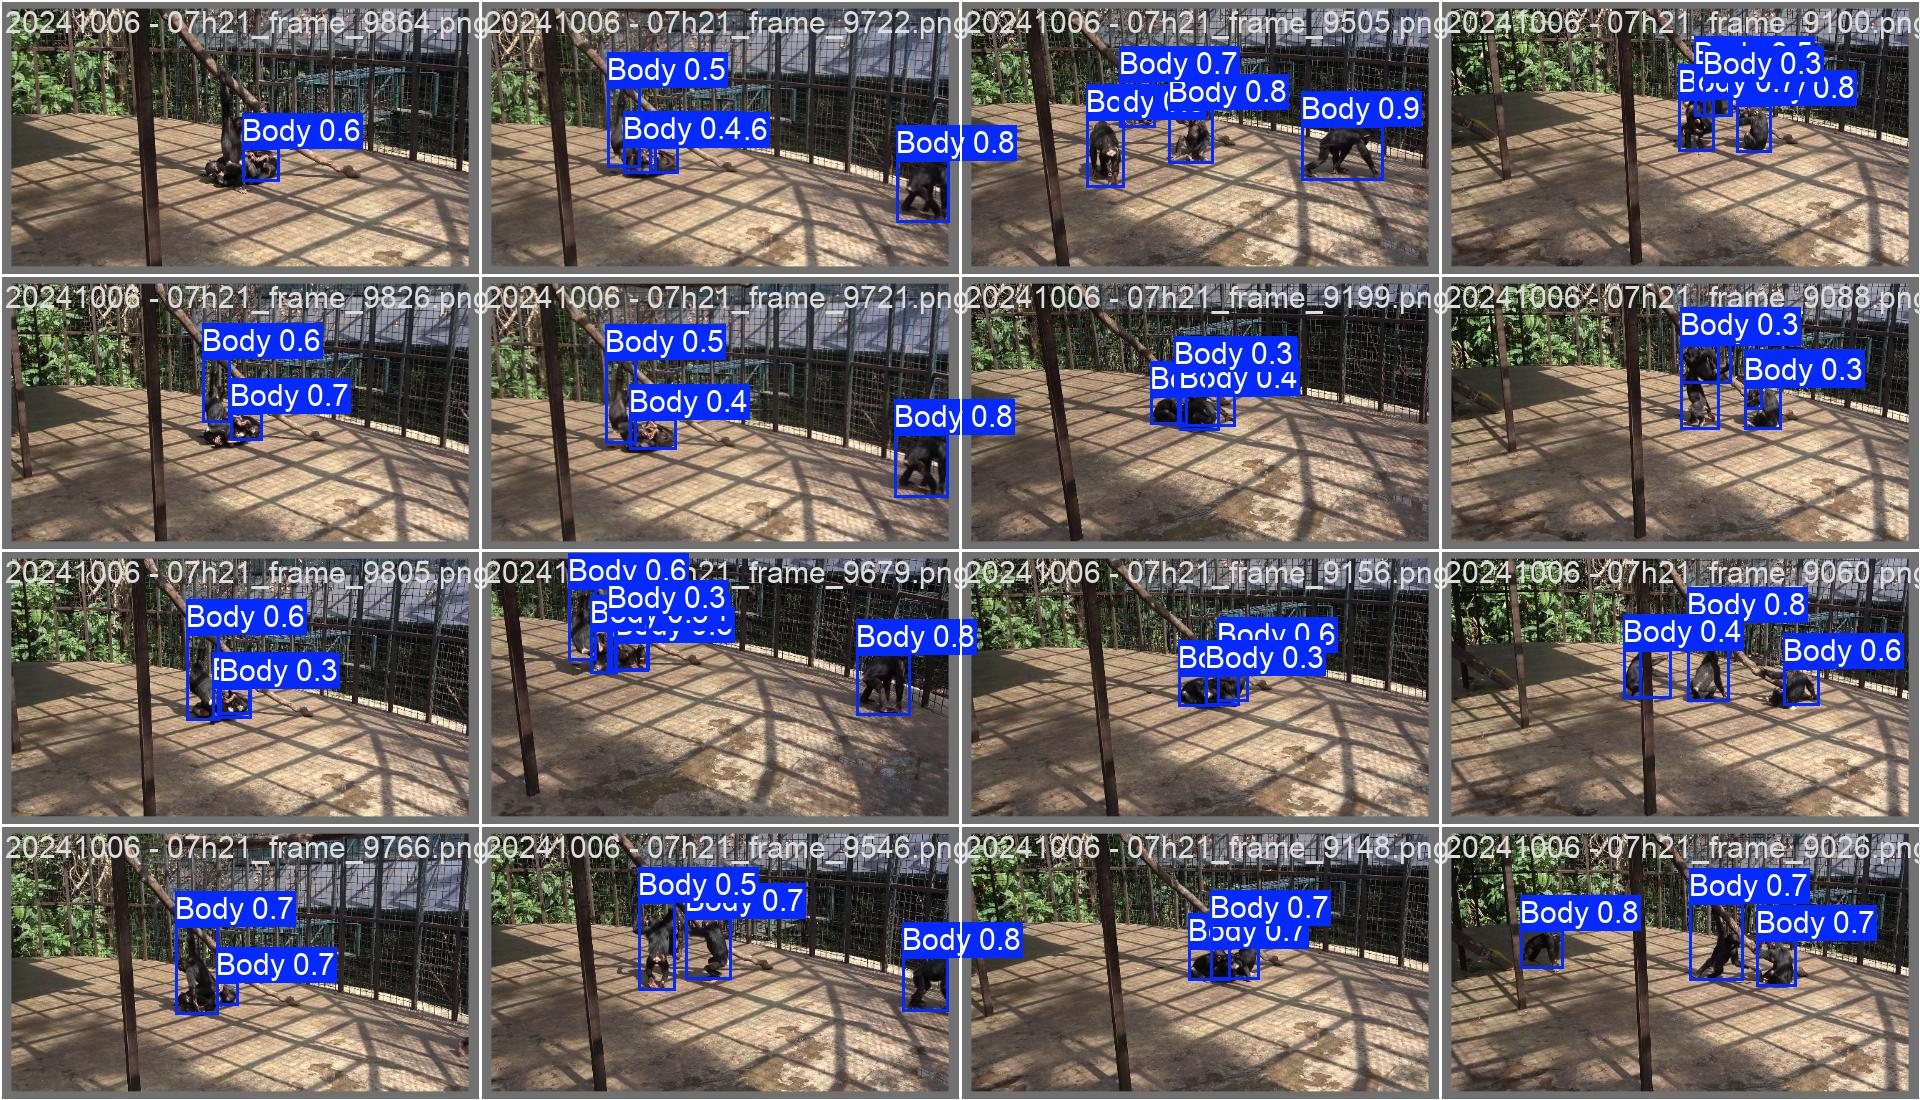 20241006 - 07h21_frame_9864.png
Body 0.6
20241006 - 07h21_frame_9722.png
Body 0.5
Body 0.4
.6
Body 0.8
20241006 - 07h21_frame_9505.png
Body 0.7
Body
Body 0.8
Body 0.9
20241006 - 07h21_frame_9100.png
Body 0.3
0.8
20241006 - 07h21_frame_9826.png
Body 0.6
Body 0.7
20241006 - 07h21_frame_9721.png
Body 0.5
Body 0.4
Body 0.8
20241006 - 07h21_frame_9199.png
Body 0.3
Body 0.4
20241006 - 07h21_frame_9088.png
Body 0.3
Body 0.3
20241006 - 07h21_frame_9805.png
Body 0.6
Body 0.3
20241 h21_frame_9679.png
Body 0.6
Body 0.3
Body 0.8
20241006 - 07h21_frame_9156.png
Body 0.6
Body 0.3
20241006 - 07h21_frame_9060.png
Body 0.8
Body 0.4
Body 0.6
20241006 - 07h21_frame_9766.png
Body 0.7
Body 0.7
20241006 - 07h21_frame_9546.png
Body 0.5
Body 0.7
Body 0.8
20241006 - 07h21_frame_9148.png
Body 0.7
Body 0.7
20241006 - 07h21_frame_9026.png
Body 0.8
Body 0.7
Body 0.7